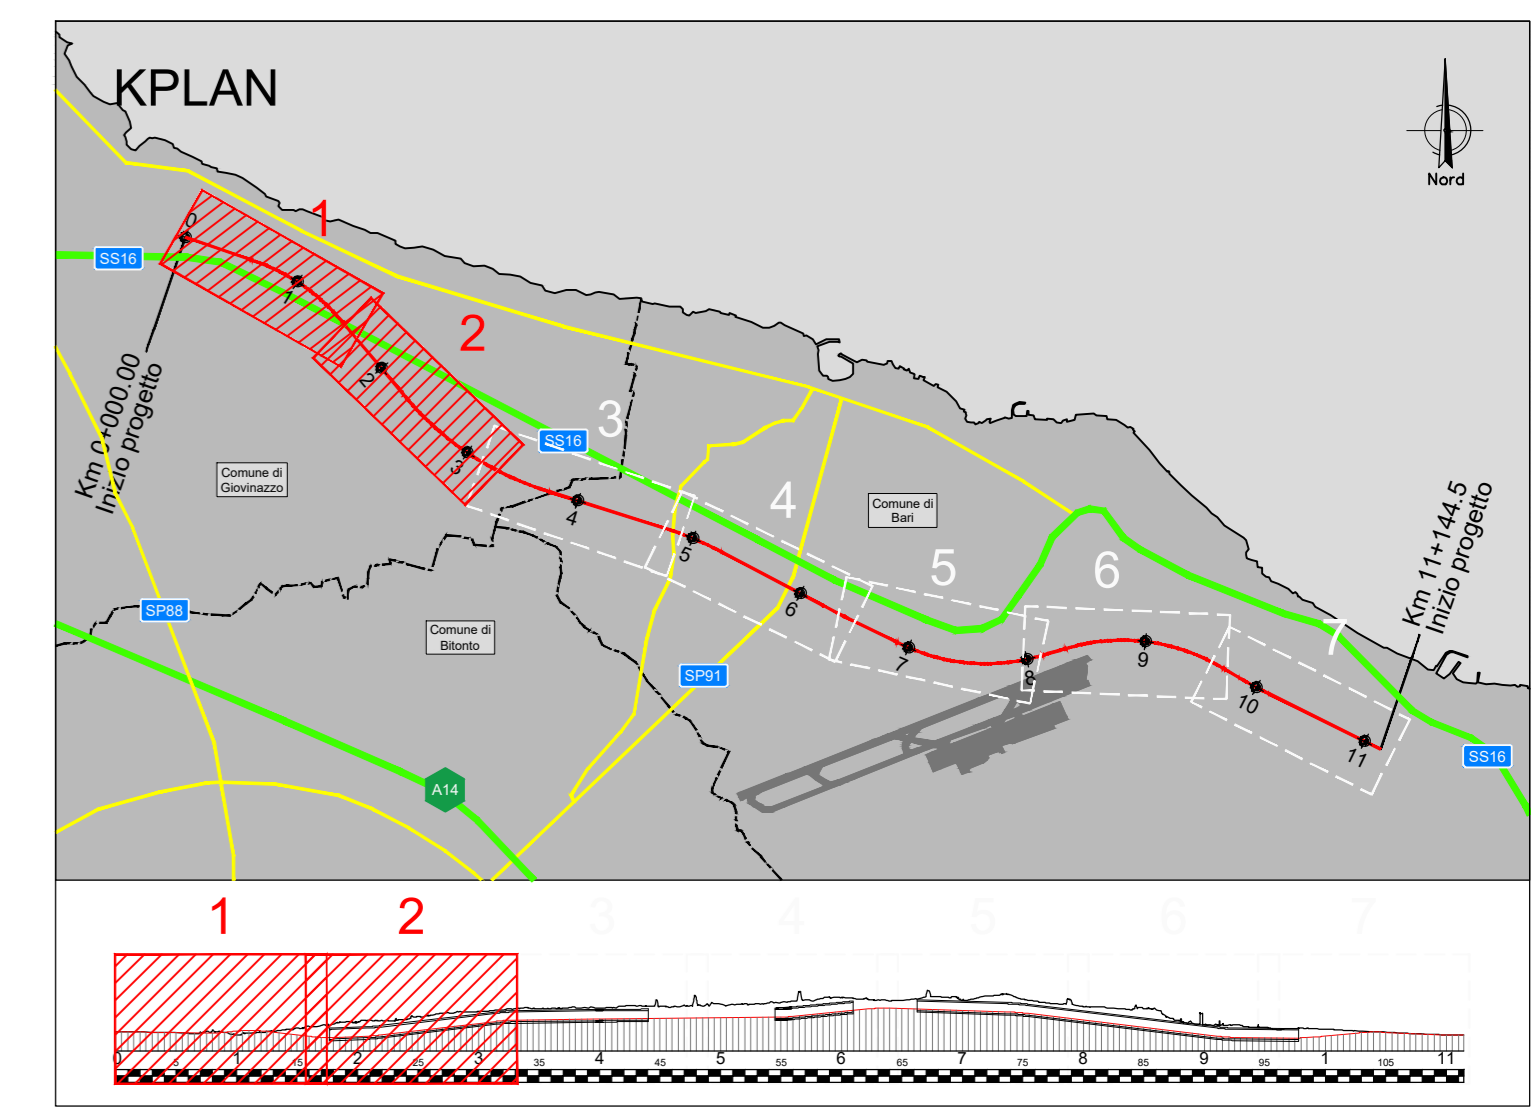 KPLAN
Nord
0
1
SS16
1
2
2
Km 0+000.00
Inizio progetto
3
SS16
3
Comune di
Giovinazzo
4
4
Comune di
Bari
5
5
6
Km 11+144.5
Inizio progetto
6
SP88
Comune di
Bitonto
7
7
8
9
SP91
10
11
SS16
A14
1 2 3 4 5 6 7
0 5 1 15 2 25 3 35 4 45 5 55 6 65 7 75 8 85 9 95 1 105 11